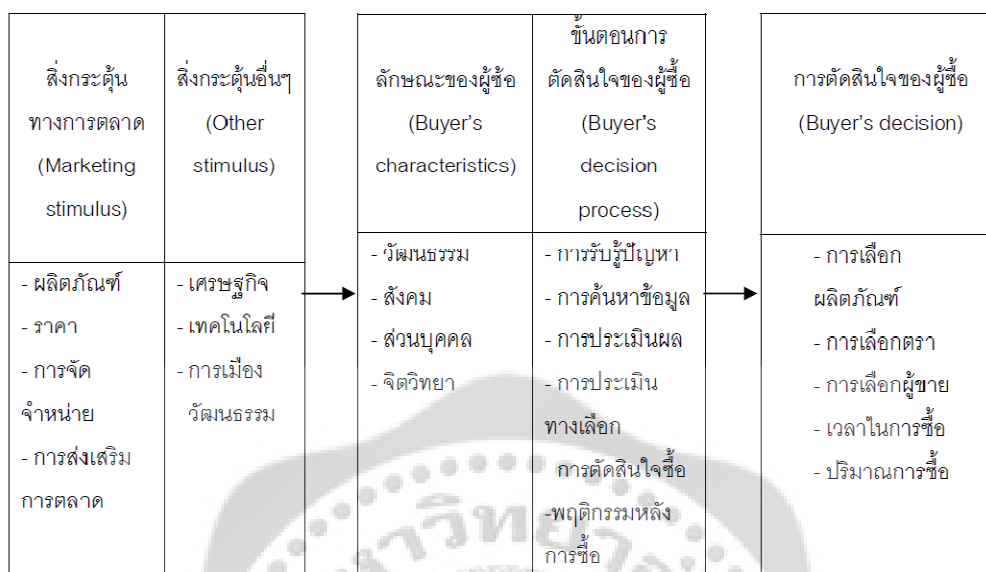 สิ่งกระตุ้น
ทางการตลาด
(Marketing
stimulus)
สิ่งกระตุ้นอื่นๆ
(Other
stimulus)
ลักษณะของผู้ซื้อ
(Buyer's
characteristics)
ขั้นตอนการ
ตัดสินใจของผู้ซื้อ
(Buyer's
decision
process)
การตัดสินใจของผู้ซื้อ
(Buyer's decision)
- ผลิตภัณฑ์
- ราคา
- การจัด
จำหน่าย
- การส่งเสริม
การตลาด
- เศรษฐกิจ
- เทคโนโลยี
- การเมือง
วัฒนธรรม
- วัฒนธรรม
- สังคม
- ส่วนบุคคล
- จิตวิทยา
- การรับรู้ปัญหา
- การค้นหาข้อมูล
- การประเมินผล
- การประเมิน
ทางเลือก
การตัดสินใจซื้อ
-พฤติกรรมหลัง
การซื้อ
- การเลือก
ผลิตภัณฑ์
- การเลือกตรา
- การเลือกผู้ขาย
- เวลาในการซื้อ
- ปริมาณการซื้อ